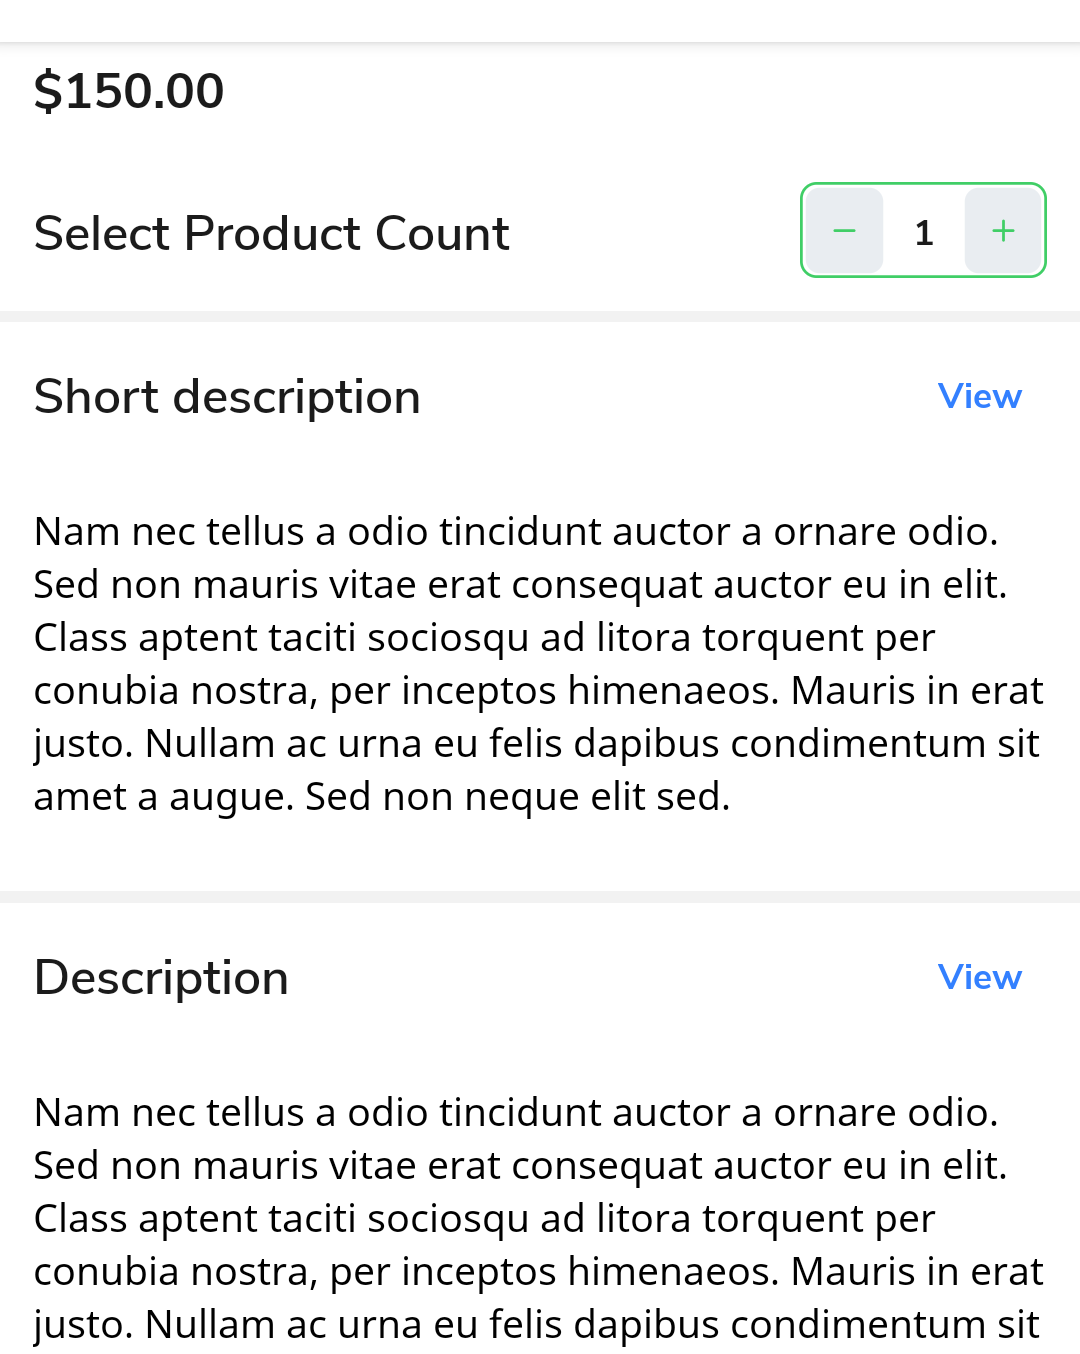 $150.00
Select Product Count
− 1 +
Short description
View
Nam nec tellus a odio tincidunt auctor a ornare odio.
Sed non mauris vitae erat consequat auctor eu in elit.
Class aptent taciti sociosqu ad litora torquent per
conubia nostra, per inceptos himenaeos. Mauris in erat
justo. Nullam ac urna eu felis dapibus condimentum sit
amet a augue. Sed non neque elit sed.
Description
View
Nam nec tellus a odio tincidunt auctor a ornare odio.
Sed non mauris vitae erat consequat auctor eu in elit.
Class aptent taciti sociosqu ad litora torquent per
conubia nostra, per inceptos himenaeos. Mauris in erat
justo. Nullam ac urna eu felis dapibus condimentum sit